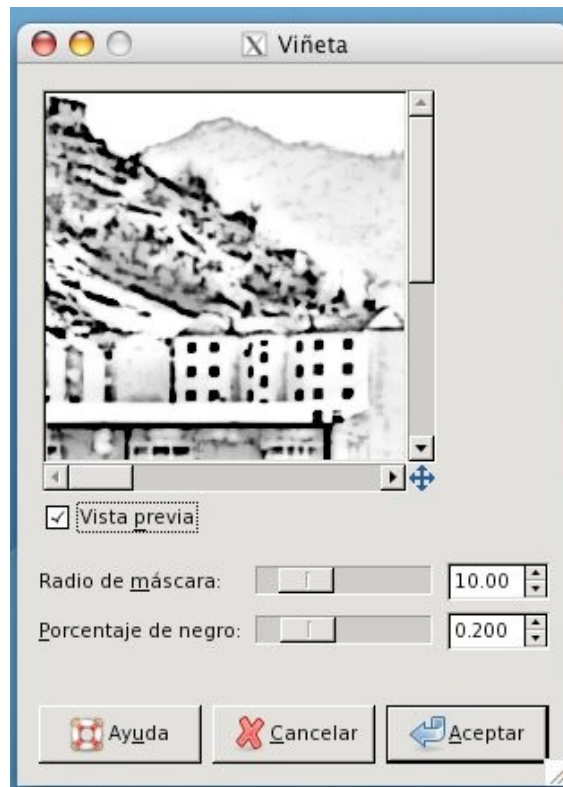 Viñeta
Vista previa
Radio de máscara: 10.00
Porcentaje de negro: 0.200
Ayuda Cancelar Aceptar